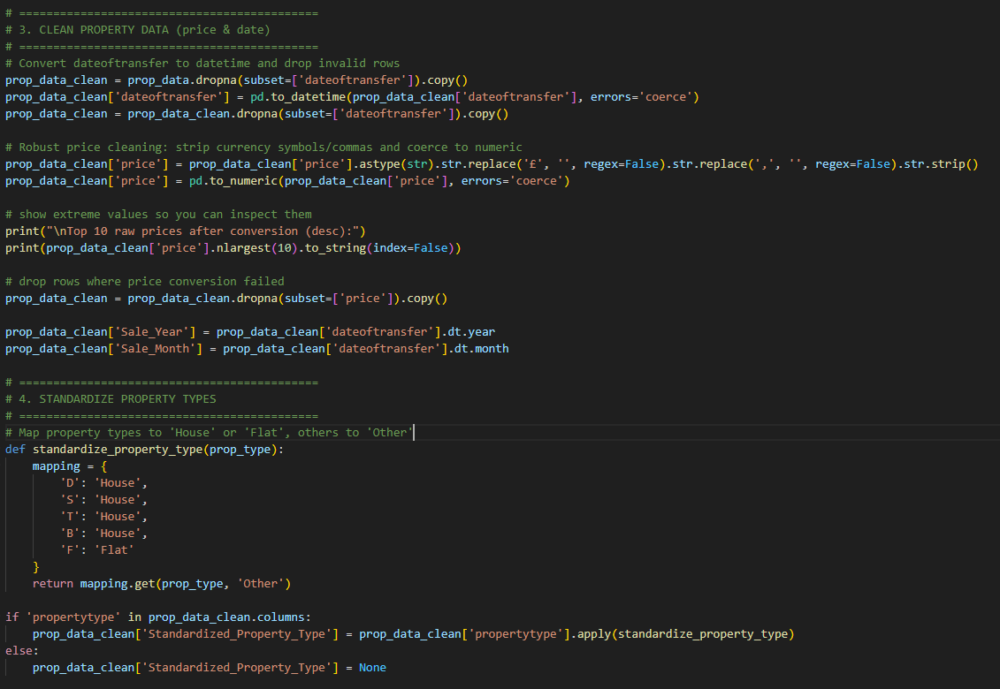 # ============================================
# 3. CLEAN PROPERTY DATA (price & date)
# ============================================
# Convert dateoftransfer to datetime and drop invalid rows
prop_data_clean = prop_data.dropna(subset=['dateoftransfer']).copy()
prop_data_clean['dateoftransfer'] = pd.to_datetime(prop_data_clean['dateoftransfer'], errors='coerce')
prop_data_clean = prop_data_clean.dropna(subset=['dateoftransfer']).copy()

# Robust price cleaning: strip currency symbols/commas and coerce to numeric
prop_data_clean['price'] = prop_data_clean['price'].astype(str).str.replace('£', '', regex=False).str.replace(',', '', regex=False).str.strip()
prop_data_clean['price'] = pd.to_numeric(prop_data_clean['price'], errors='coerce')

# show extreme values so you can inspect them
print("\nTop 10 raw prices after conversion (desc):")
print(prop_data_clean['price'].nlargest(10).to_string(index=False))

# drop rows where price conversion failed
prop_data_clean = prop_data_clean.dropna(subset=['price']).copy()

prop_data_clean['Sale_Year'] = prop_data_clean['dateoftransfer'].dt.year
prop_data_clean['Sale_Month'] = prop_data_clean['dateoftransfer'].dt.month

# ============================================
# 4. STANDARDIZE PROPERTY TYPES
# ============================================
# Map property types to 'House' or 'Flat', others to 'Other'
def standardize_property_type(prop_type):
    mapping = {
        'D': 'House',
        'S': 'House',
        'T': 'House',
        'B': 'House',
        'F': 'Flat'
    }
    return mapping.get(prop_type, 'Other')

if 'propertytype' in prop_data_clean.columns:
    prop_data_clean['Standardized_Property_Type'] = prop_data_clean['propertytype'].apply(standardize_property_type)
else:
    prop_data_clean['Standardized_Property_Type'] = None